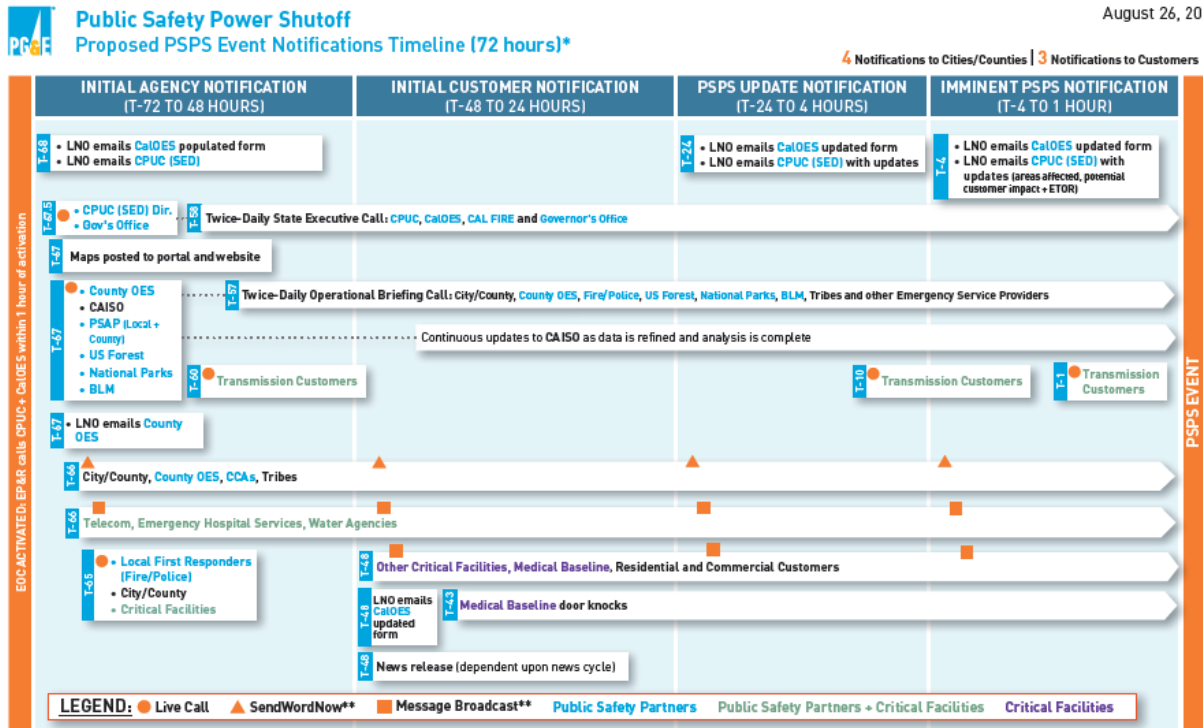 PG&E
Public Safety Power Shutoff
Proposed PSPS Event Notifications Timeline (72 hours)*
August 26, 20
4 Notifications to Cities/Counties | 3 Notifications to Customers
INITIAL AGENCY NOTIFICATION
(T-72 TO 48 HOURS)
INITIAL CUSTOMER NOTIFICATION
(T-48 TO 24 HOURS)
PSPS UPDATE NOTIFICATION
(T-24 TO 4 HOURS)
IMMINENT PSPS NOTIFICATION
(T-4 TO 1 HOUR)
EOC ACTIVATED: EP&R calls CPUC + CalOES within 1 hour of activation
T-68
• LNO emails CalOES populated form
• LNO emails CPUC (SED)
T-24
• LNO emails CalOES updated form
• LNO emails CPUC (SED) with updates
T-4
• LNO emails CalOES updated form
• LNO emails CPUC (SED) with
updates (areas affected, potential
customer impact + ETOR)
T-67.5
• CPUC (SED) Dir.
• Gov's Office
T-58
Twice-Daily State Executive Call: CPUC, CalOES, CAL FIRE and Governor's Office
T-67
Maps posted to portal and website
T-67
• County OES
• CAISO
• PSAP (Local +
County)
• US Forest
• National Parks
• BLM
T-57
Twice-Daily Operational Briefing Call: City/County, County OES, Fire/Police, US Forest, National Parks, BLM, Tribes and other Emergency Service Providers
Continuous updates to CAISO as data is refined and analysis is complete
T-60
Transmission Customers
T-10
Transmission Customers
T-1
Transmission
Customers
T-67
• LNO emails County
OES
T-66
City/County, County OES, CCAs, Tribes
T-66
Telecom, Emergency Hospital Services, Water Agencies
T-65
• Local First Responders
(Fire/Police)
• City/County
• Critical Facilities
T-48
Other Critical Facilities, Medical Baseline, Residential and Commercial Customers
T-48
LNO emails
CalOES
updated
form
T-43
Medical Baseline door knocks
T-48
News release (dependent upon news cycle)
PSPS EVENT
LEGEND: Live Call SendWordNow** Message Broadcast** Public Safety Partners Public Safety Partners + Critical Facilities Critical Facilities